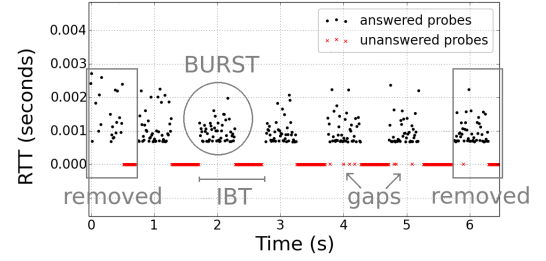 answered probes
unanswered probes
BURST
RTT (seconds)
0.004
0.003
0.002
0.001
0.000
removed
IBT
gaps
removed
0
1
2
3
4
5
6
Time (s)